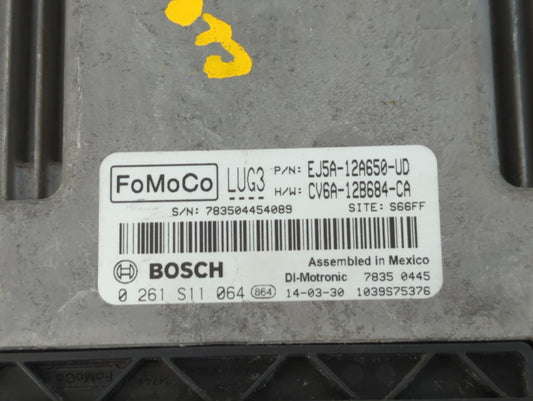 FoMoCo LUG3 P/N: EJ5A-12A650-UD
H/W: CV6A-12B684-CA
S/N: 783504454089 SITE: S66FF
Assembled in Mexico
BOSCH DI-Motronic 7835 0445
0 261 S11 064 864 14-03-30 1039S75376
FoMoCo